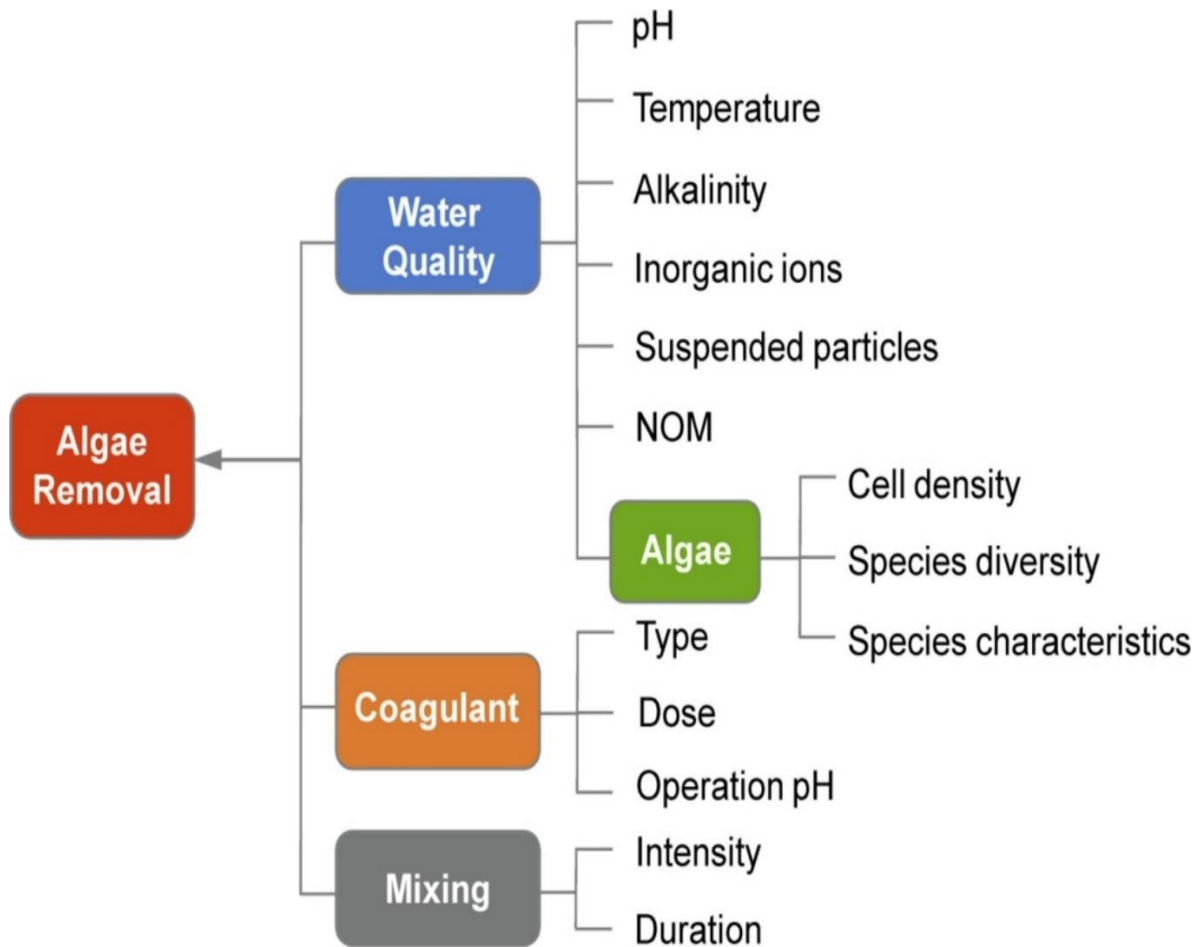 pH
Temperature
Alkalinity
Water
Quality
Inorganic ions
Suspended particles
NOM
Algae
Removal
Cell density
Algae
Species diversity
Species characteristics
Type
Coagulant
Dose
Operation pH
Intensity
Mixing
Duration